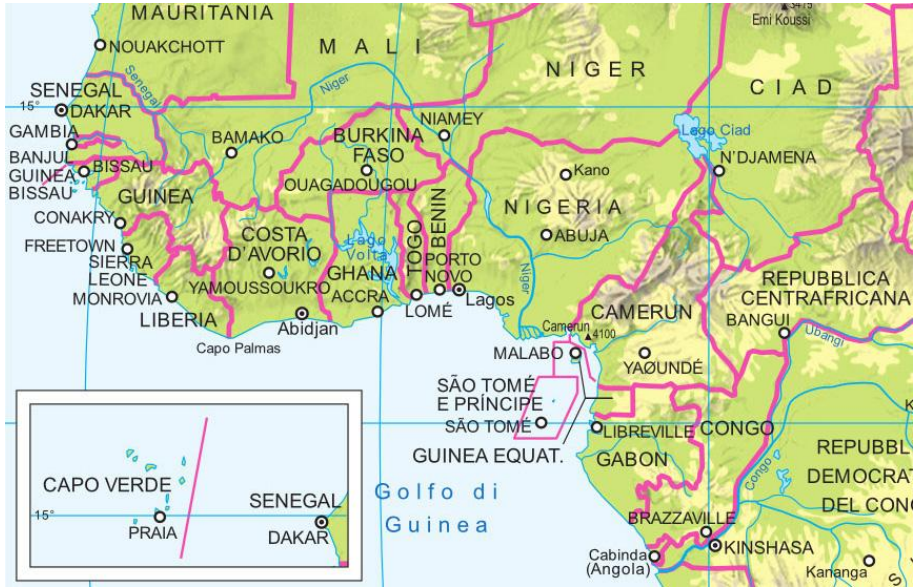 MAURITANIA
3415
Emi Koussi
NOUAKCHOTT
MALI
NIGER
CIAD
Senegal
Niger
15°
SENEGAL
DAKAR
GAMBIA
BANJUL
GUINEA
BISSAU
BISSAU
BAMAKO
BURKINA
FASO
OUAGADOUGOU
NIAMEY
Lago Ciad
N'DJAMENA
Kano
NIGERIA
ABUJA
GUINEA
CONAKRY
FREETOWN
SIERRA
LEONE
MONROVIA
LIBERIA
COSTA
D'AVORIO
YAMOUSSOUKRO
Abidjan
Capo Palmas
Lago
Volta
GHANA
ACCRA
TOGO
BENIN
PORTO
NOVO
LOMÉ
Lagos
Niger
REPUBBLICA
CENTRAFRICANA
BANGUI
Ubangi
CAMERUN
Camerun
4100
MALABO
YAØUNDÉ
SÃO TOMÉ
E PRÍNCIPE
SÃO TOMÉ
GUINEA EQUAT.
LIBREVILLE
GABON
CONGO
Congo
REPUBBL
DEMOCRAT
DEL CONG
BRAZZAVILLE
KINSHASA
Cabinda
(Angola)
Kananga
Golfo di
Guinea
CAPO VERDE
15°
PRAIA
SENEGAL
DAKAR